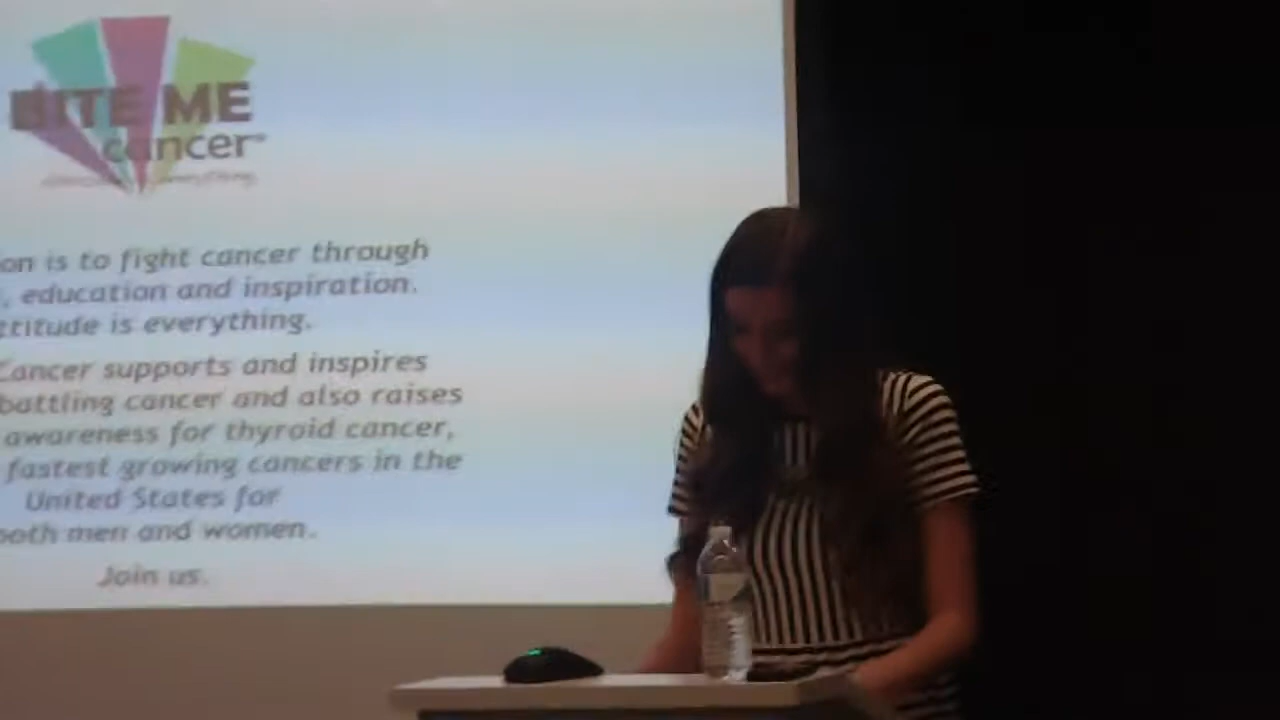 BITE ME
cancer
on is to fight cancer through
, education and inspiration.
ttitude is everything.
Cancer supports and inspires
battling cancer and also raises
awareness for thyroid cancer,
fastest growing cancers in the
United States for
both men and women.
Join us.